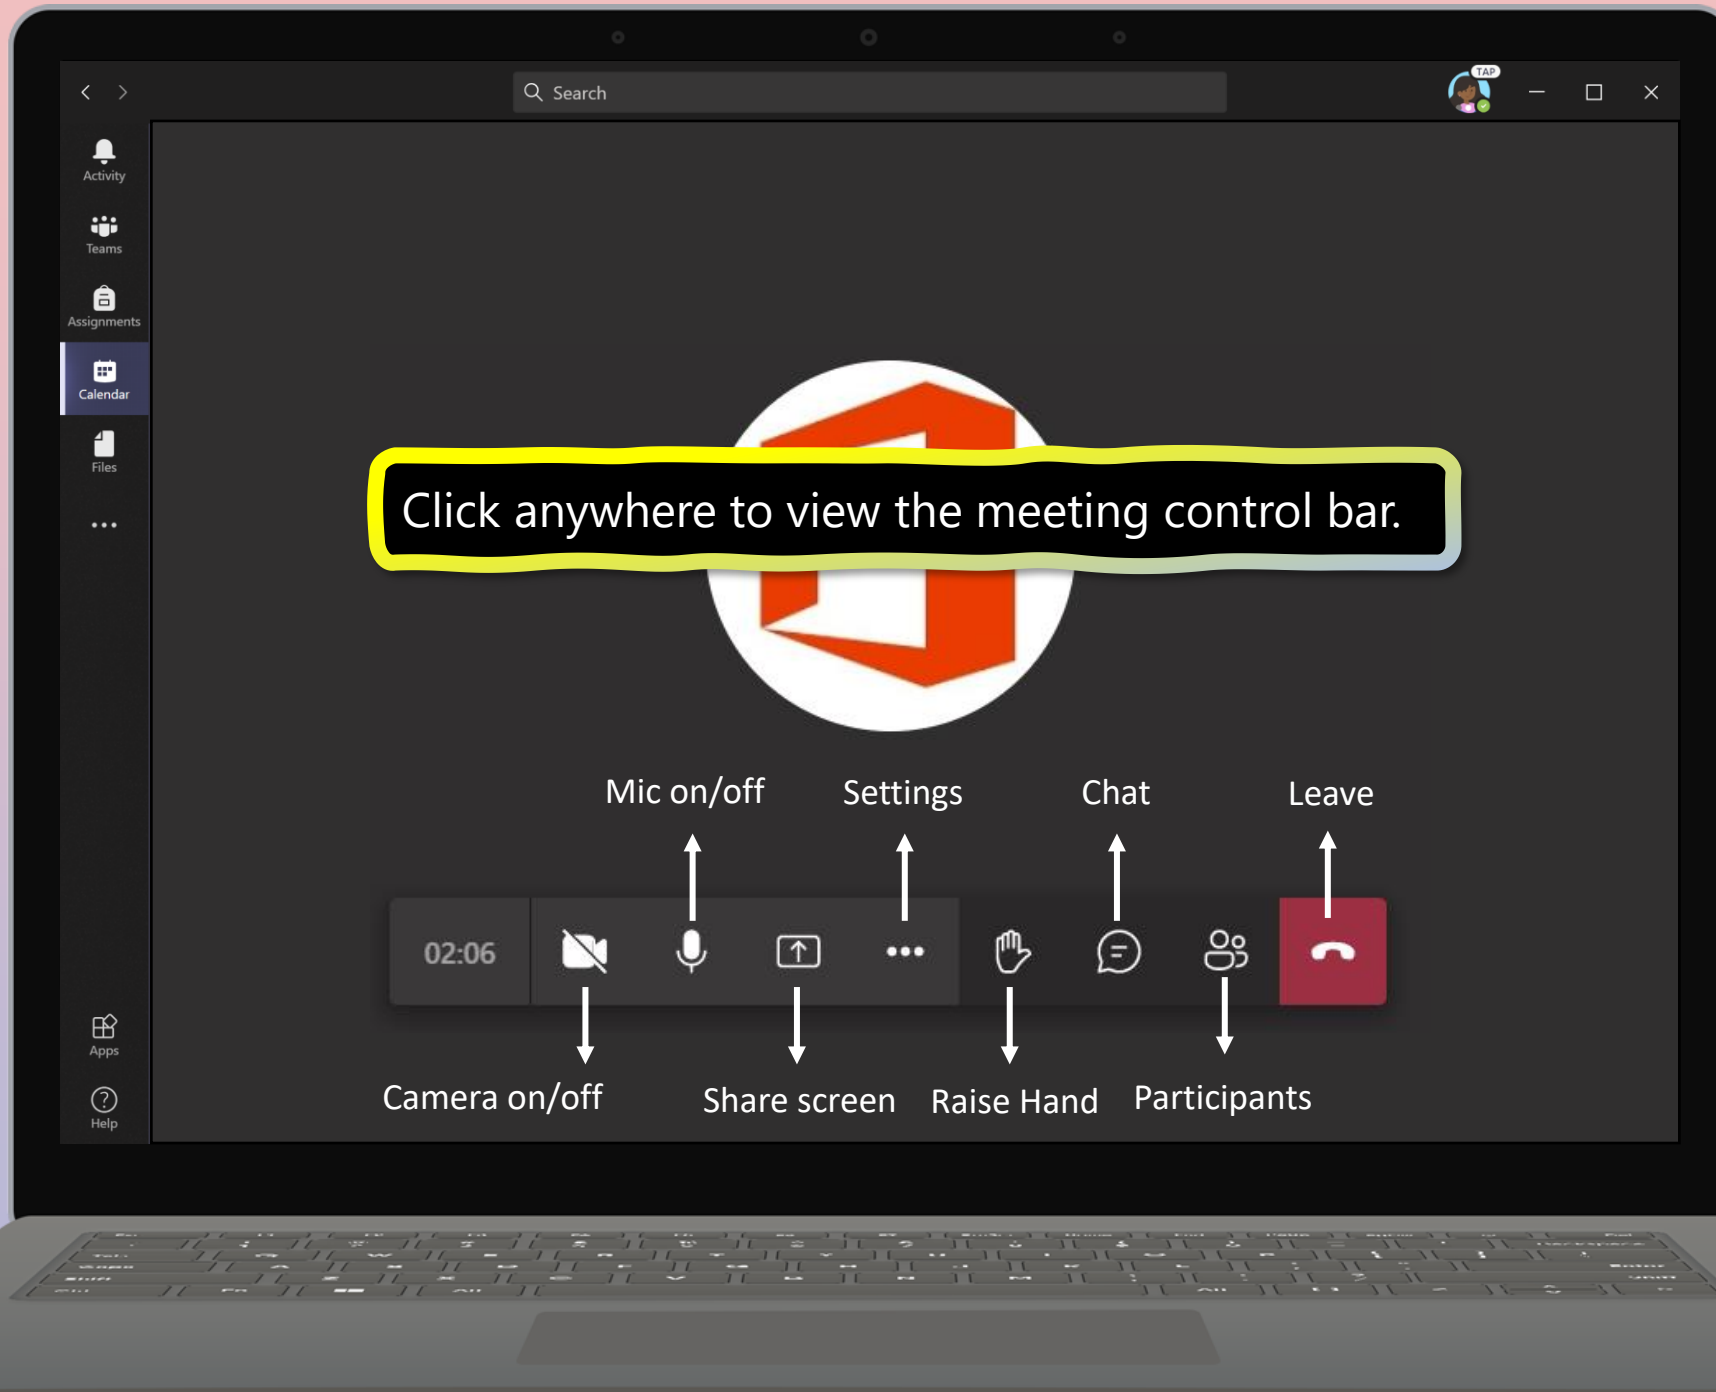 Search
TAP
Activity
Teams
Assignments
Calendar
Files
Click anywhere to view the meeting control bar.
Mic on/off
Settings
Chat
Leave
02:06
Camera on/off
Share screen
Raise Hand
Participants
Apps
Help